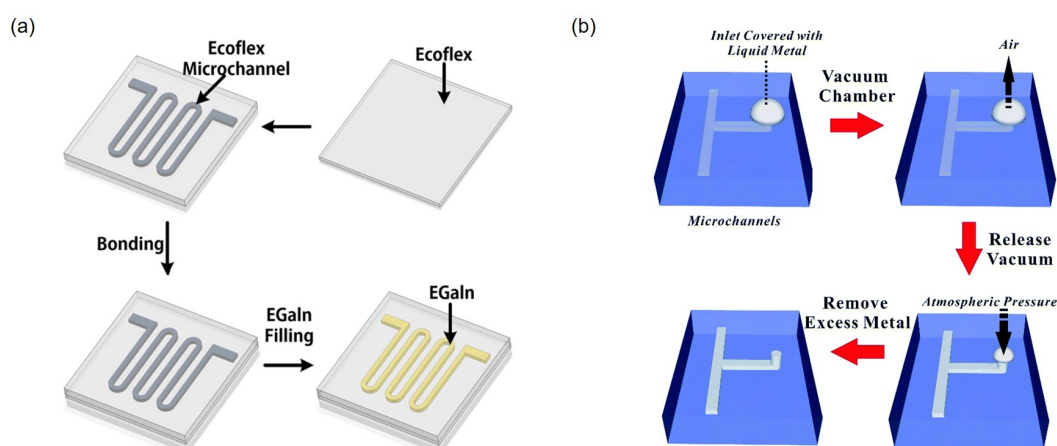 (a)
Ecoflex
Microchannel
Ecoflex
Bonding
EGaIn
Filling
EGaIn
(b)
Inlet Covered with
Liquid Metal
Air
Vacuum
Chamber
Microchannels
Release
Vacuum
Remove
Excess Metal
Atmospheric Pressure